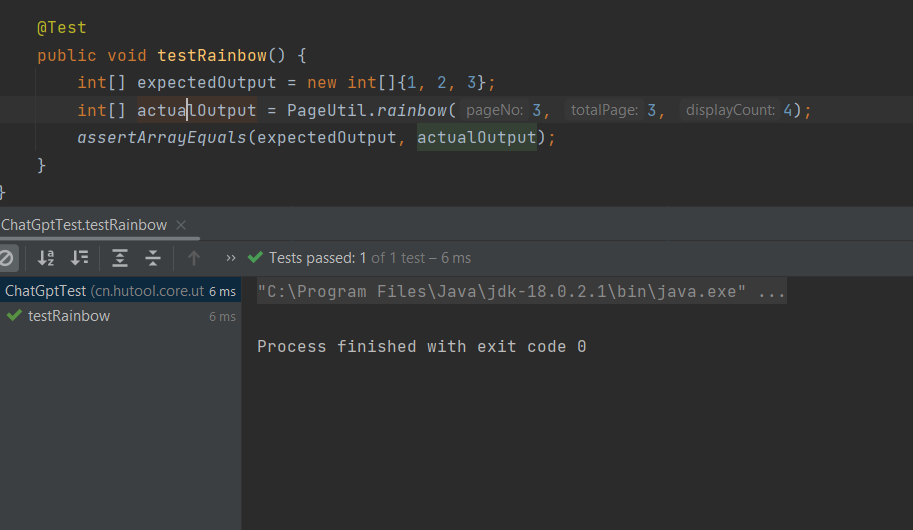 @Test
public void testRainbow() {
int[] expectedOutput = new int[]{1, 2, 3};
int[] actualOutput = PageUtil.rainbow( pageNo: 3, totalPage: 3, displayCount: 4);
assertArrayEquals(expectedOutput, actualOutput);
}
}
ChatGptTest.testRainbow ×
Tests passed: 1 of 1 test – 6 ms
ChatGptTest (cn.hutool.core.ut 6 ms
testRainbow 6 ms
"C:\Program Files\Java\jdk-18.0.2.1\bin\java.exe" ...
Process finished with exit code 0